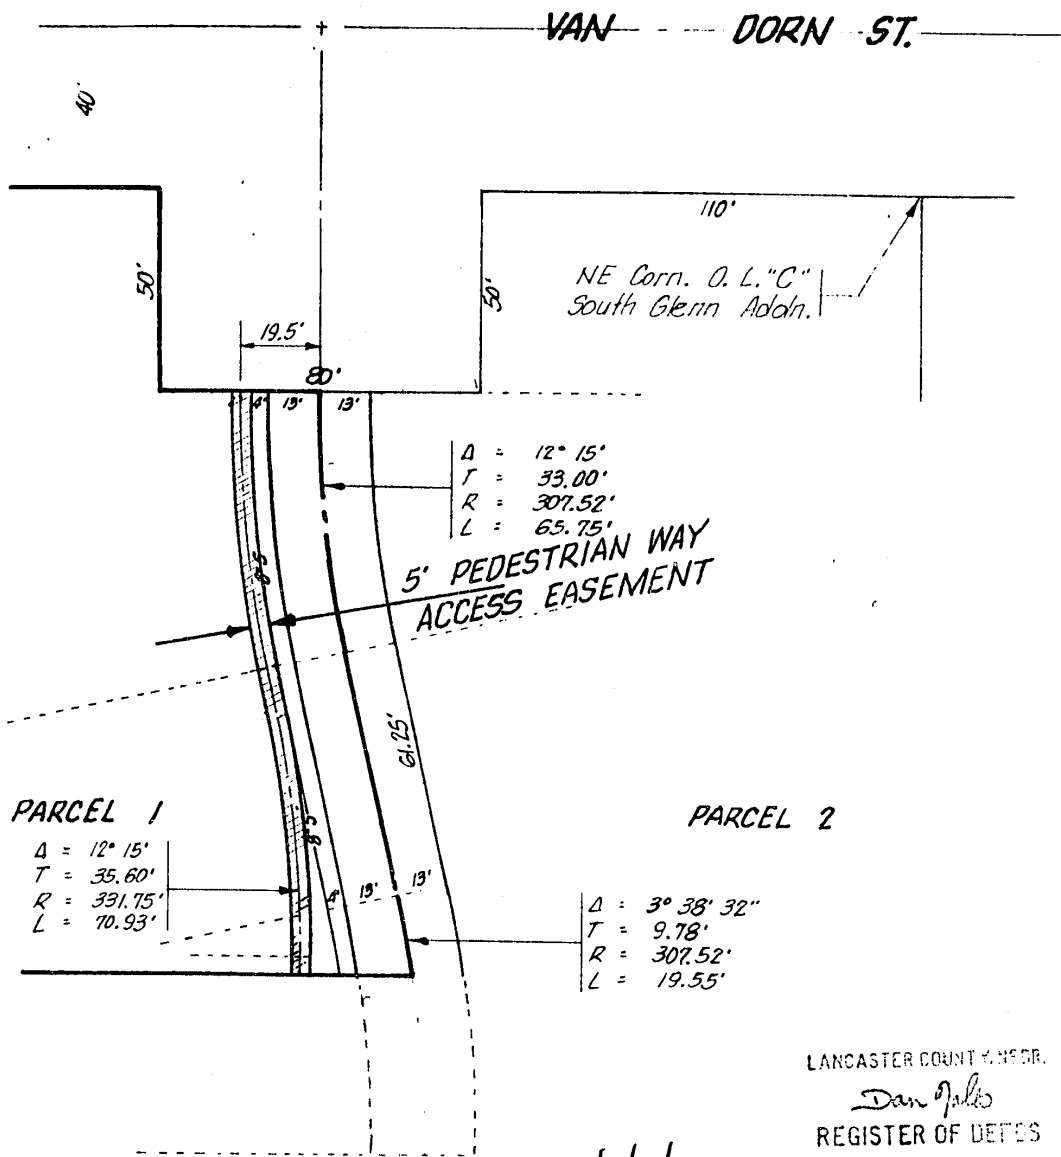 VAN DORN ST.
40'
110'
50'
50'
NE Corn. O. L. "C"
South Glenn Addn.
19.5'
80'
4' 13' 13'
Δ = 12° 15'
T = 33.00'
R = 307.52'
L = 65.75'
8.5
5' PEDESTRIAN WAY
ACCESS EASEMENT
61.25'
PARCEL 1
PARCEL 2
Δ = 12° 15'
T = 35.60'
R = 331.75'
L = 70.93'
8.5
4' 13' 13'
Δ = 3° 38' 32"
T = 9.78'
R = 307.52'
L = 19.55'
LANCASTER COUNTY, NEBR.
Dan
REGISTER OF DEEDS